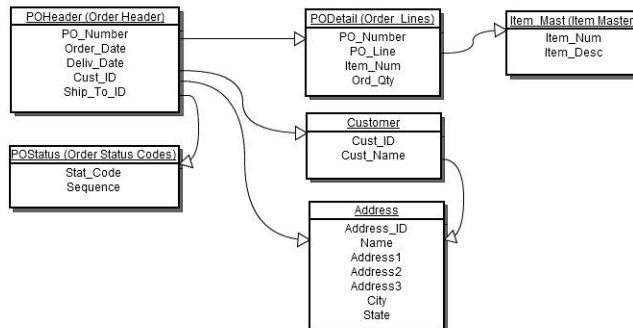 POHeader (Order Header)
PO_Number
Order_Date
Deliv_Date
Cust_ID
Ship_To_ID
PODetail (Order_Lines)
PO_Number
PO_Line
Item_Num
Ord_Qty
Item_Mast (Item Master
Item_Num
Item_Desc
POStatus (Order Status Codes)
Stat_Code
Sequence
Customer
Cust_ID
Cust_Name
Address
Address_ID
Name
Address1
Address2
Address3
City
State